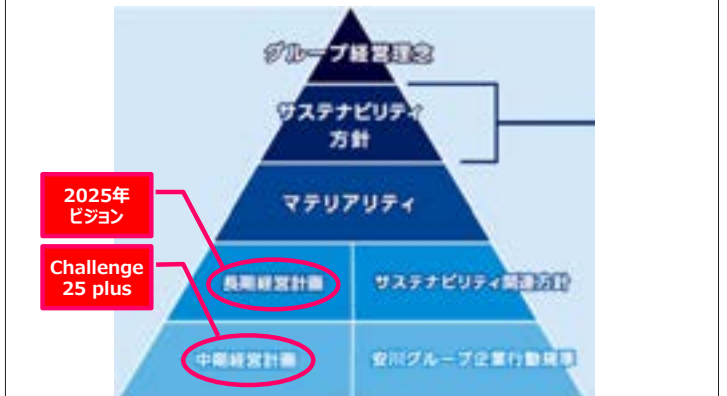 グループ経営理念
サステナビリティ
方針
マテリアリティ
2025年
ビジョン
長期経営計画
サステナビリティ関連方針
Challenge
25 plus
中期経営計画
安川グループ企業行動規準